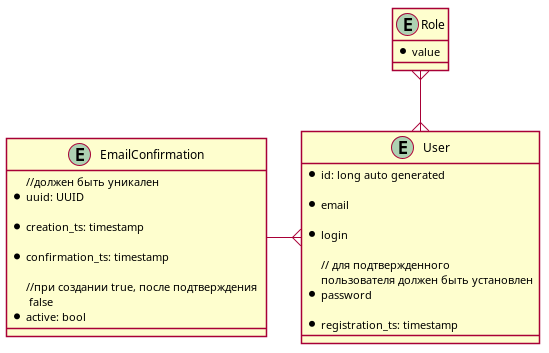 E Role
value
E EmailConfirmation
//должен быть уникален
uuid: UUID
creation_ts: timestamp
confirmation_ts: timestamp
//при создании true, после подтверждения
false
active: bool
E User
id: long auto generated
email
login
// для подтвержденного
пользователя должен быть установлен
password
registration_ts: timestamp